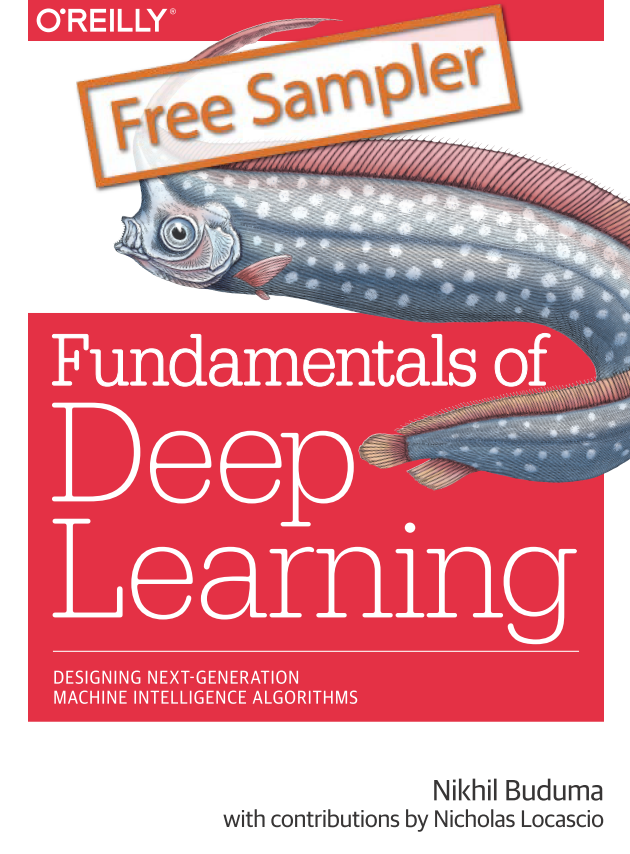 O'REILLY®
Free Sampler
Fundamentals of
Deep
Learning
DESIGNING NEXT-GENERATION
MACHINE INTELLIGENCE ALGORITHMS
Nikhil Buduma
with contributions by Nicholas Locascio